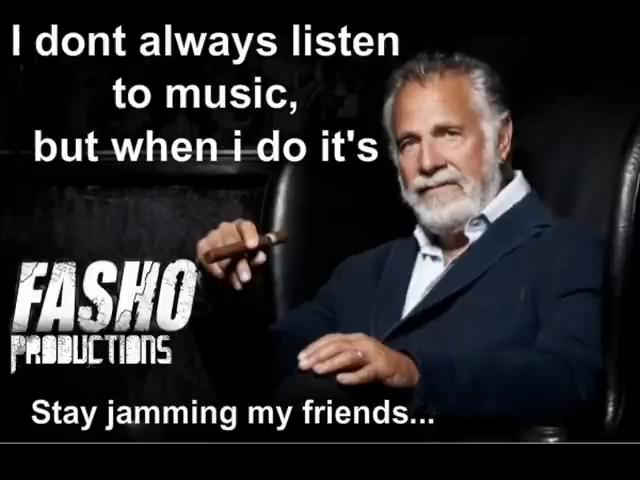 I dont always listen
to music,
but when i do it's
FASHO
PRODUCTIONS
Stay jamming my friends...